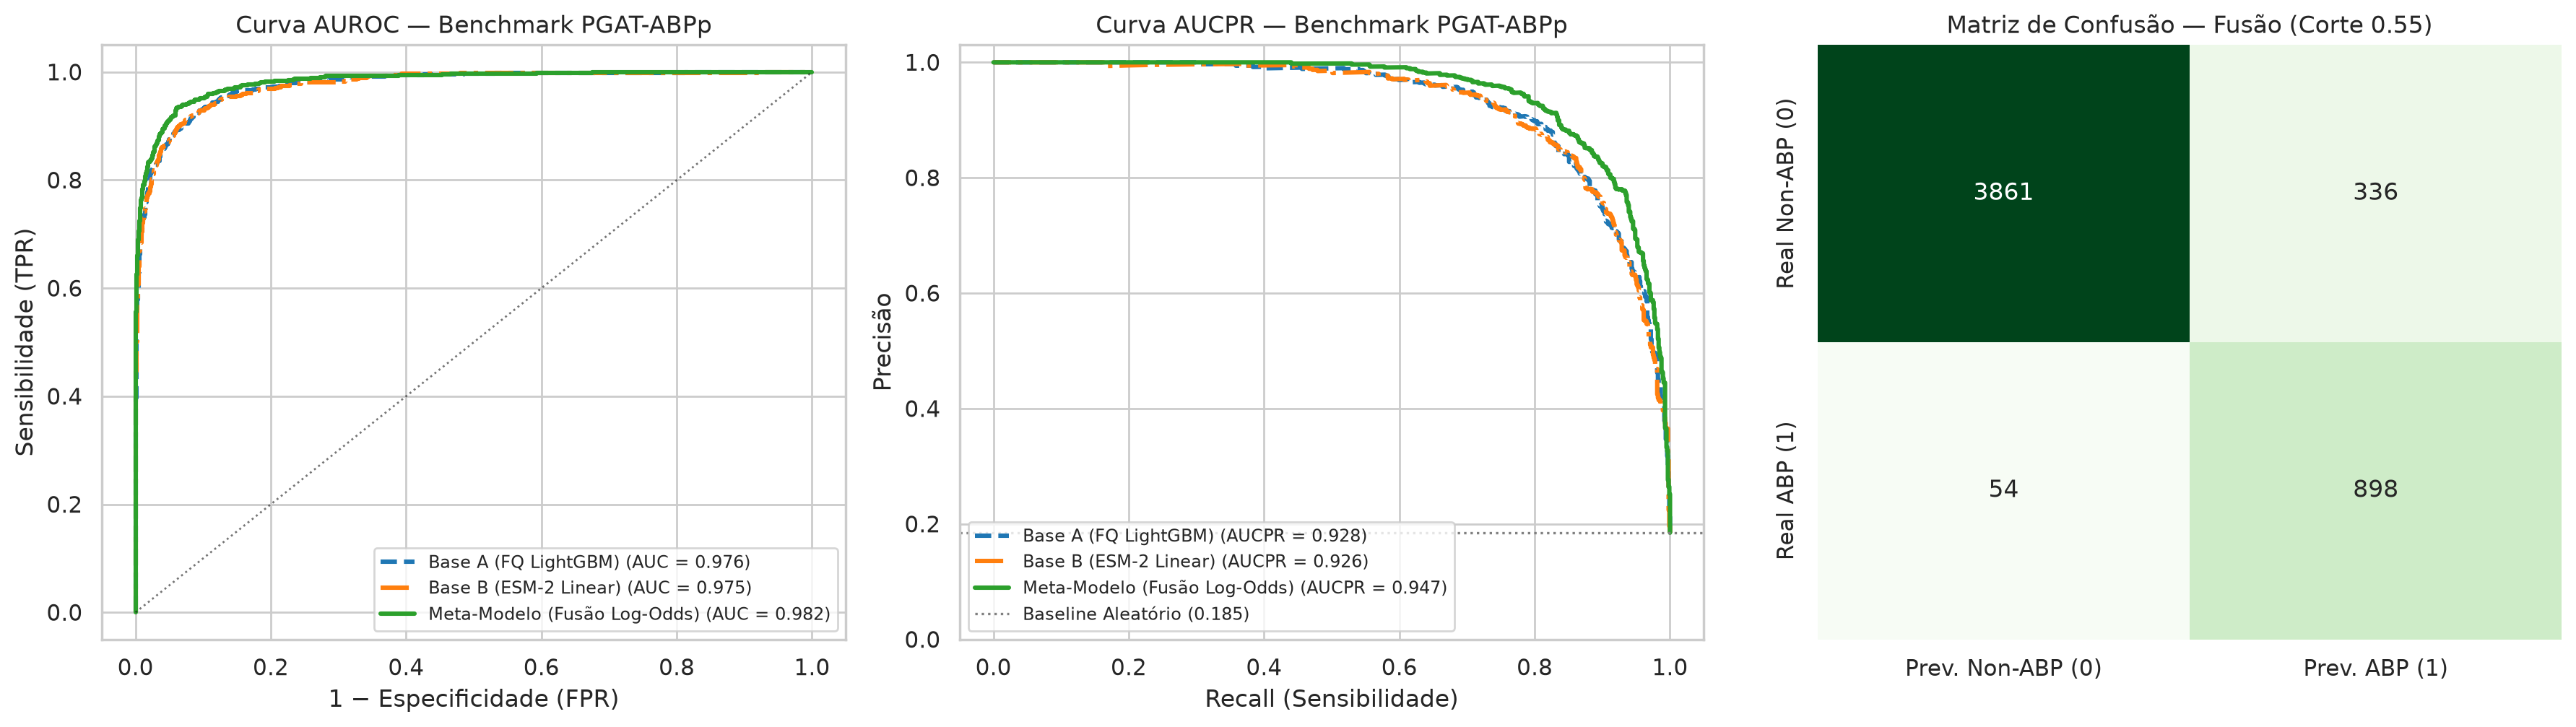 Curva AUROC — Benchmark PGAT-ABPp
1.0
0.8
0.6
0.4
0.2
0.0
Sensibilidade (TPR)
Base A (FQ LightGBM) (AUC = 0.976)
Base B (ESM-2 Linear) (AUC = 0.975)
Meta-Modelo (Fusão Log-Odds) (AUC = 0.982)
0.0 0.2 0.4 0.6 0.8 1.0
1 − Especificidade (FPR)
Curva AUCPR — Benchmark PGAT-ABPp
1.0
0.8
0.6
0.4
0.2
0.0
Precisão
Base A (FQ LightGBM) (AUCPR = 0.928)
Base B (ESM-2 Linear) (AUCPR = 0.926)
Meta-Modelo (Fusão Log-Odds) (AUCPR = 0.947)
Baseline Aleatório (0.185)
0.0 0.2 0.4 0.6 0.8 1.0
Recall (Sensibilidade)
Matriz de Confusão — Fusão (Corte 0.55)
Real Non-ABP (0)
3861 336
Real ABP (1)
54 898
Prev. Non-ABP (0) Prev. ABP (1)